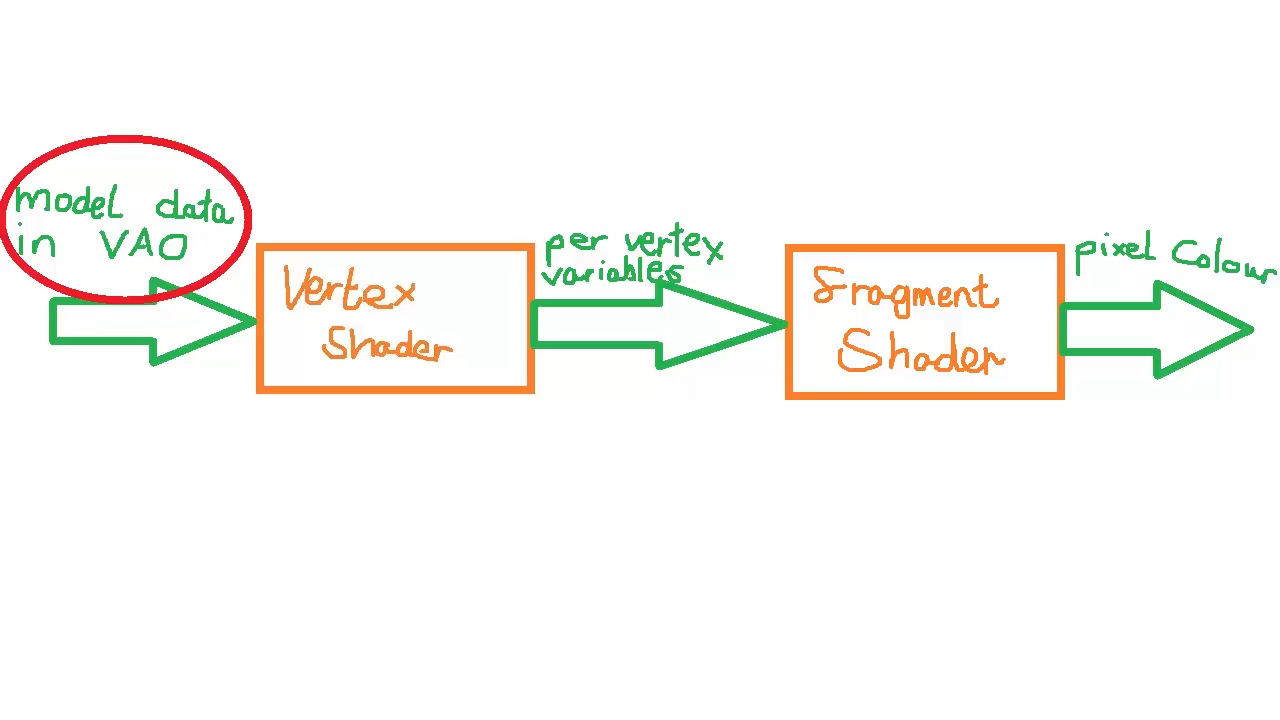 model data
in VAO
Vertex
Shader
per vertex
variables
Fragment
Shader
pixel Colour